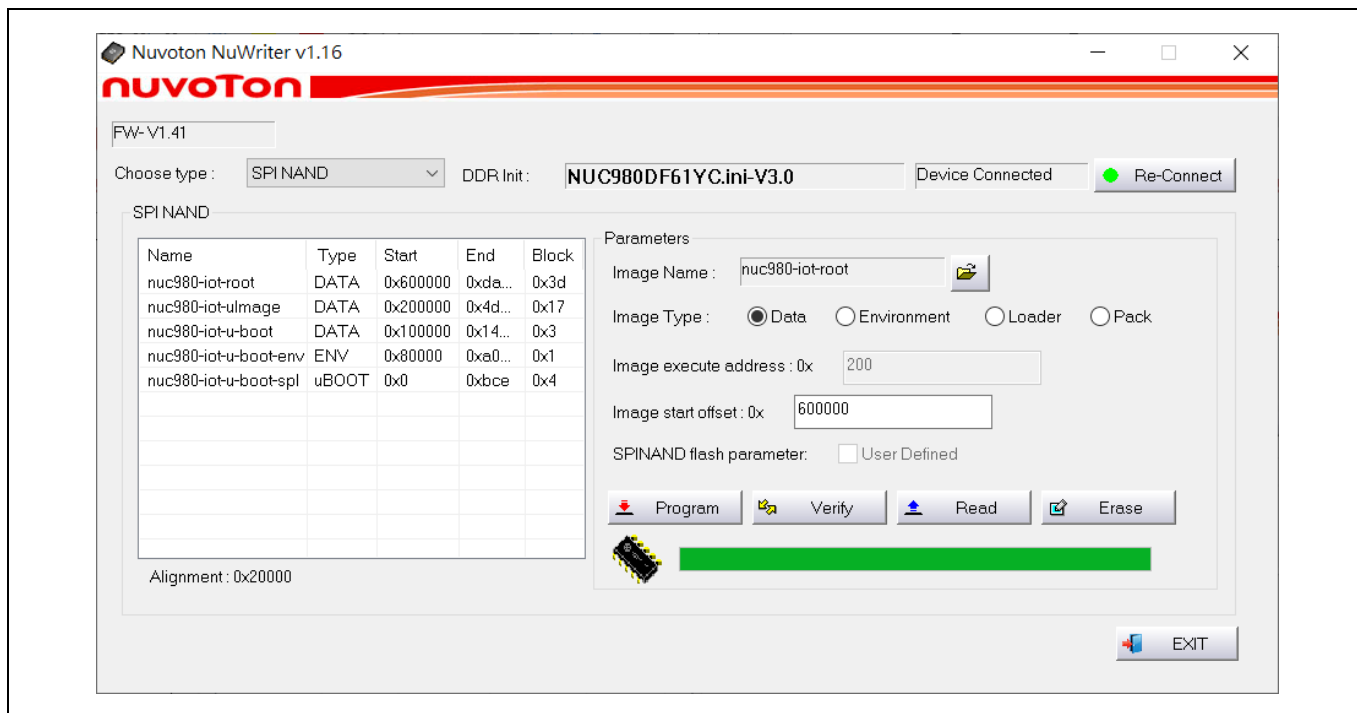 Nuvoton NuWriter v1.16
nuvoTon
FW- V1.41
Choose type : SPI NAND DDR Init : NUC980DF61YC.ini-V3.0 Device Connected Re-Connect
SPI NAND
Name Type Start End Block
nuc980-iot-root DATA 0x600000 0xda... 0x3d
nuc980-iot-uImage DATA 0x200000 0x4d... 0x17
nuc980-iot-u-boot DATA 0x100000 0x14... 0x3
nuc980-iot-u-boot-env ENV 0x80000 0xa0... 0x1
nuc980-iot-u-boot-spl uBOOT 0x0 0xbce 0x4
Alignment : 0x20000
Parameters
Image Name : nuc980-iot-root
Image Type : Data Environment Loader Pack
Image execute address : 0x 200
Image start offset : 0x 600000
SPINAND flash parameter: User Defined
Program Verify Read Erase
EXIT